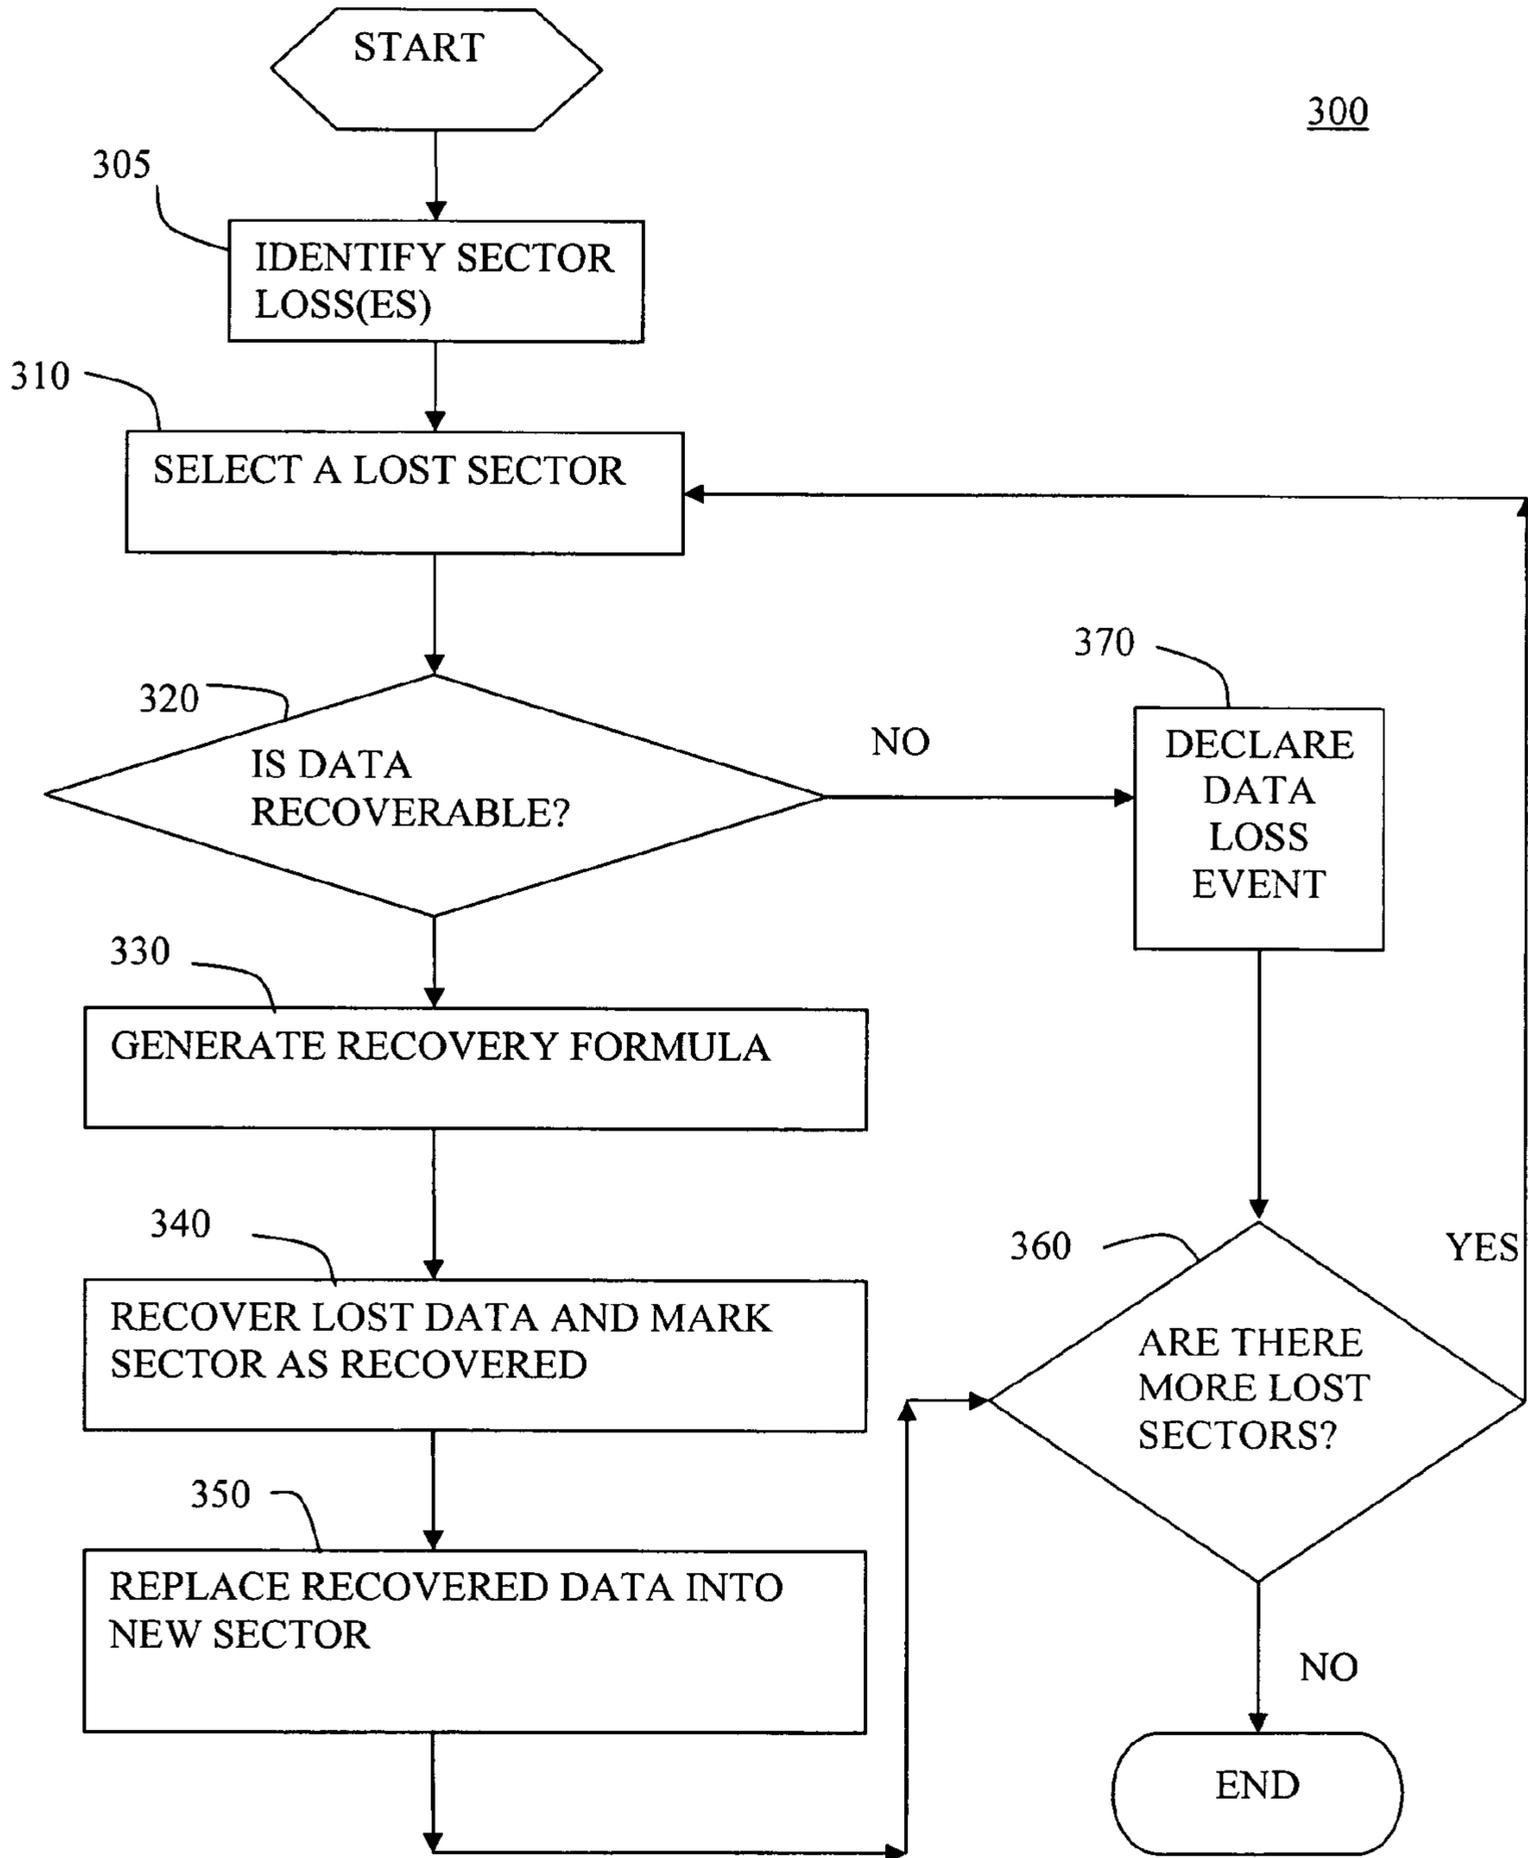 START
300
305
IDENTIFY SECTOR
LOSS(ES)
310
SELECT A LOST SECTOR
370
320
NO
IS DATA
RECOVERABLE?
DECLARE
DATA
LOSS
EVENT
330
GENERATE RECOVERY FORMULA
340
360
YES
RECOVER LOST DATA AND MARK
SECTOR AS RECOVERED
ARE THERE
MORE LOST
SECTORS?
350
REPLACE RECOVERED DATA INTO
NEW SECTOR
NO
END